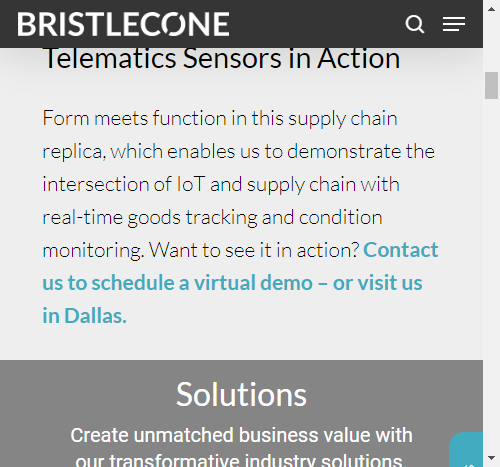 BRISTLECONE
Telematics Sensors in Action
Form meets function in this supply chain
replica, which enables us to demonstrate the
intersection of IoT and supply chain with
real-time goods tracking and condition
monitoring. Want to see it in action? Contact
us to schedule a virtual demo – or visit us
in Dallas.
Solutions
Create unmatched business value with
our transformative industry solutions